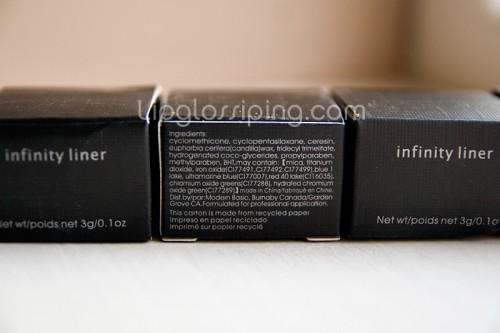 Lipglossiping.com
infinity liner
Net wt/poids net 3g/0.1oz
Ingredients:
cyclomethicone, cyclopentasiloxane, ceresin,
euphorbia cerifera(candilla)wax, tridecyl trimelitate,
hydrogenated coco-glycerides, propylparaben,
methylparaben, BHT,may contain:【mica, titanium
dioxide, iron oxide(CI77491,CI77492,CI77499),blue 1
lake, ultramarine blue(CI77007),red 40 lake(CI16035),
chromium oxide greens(CI77288), hydrated chromium
oxide green(CI77289)】made in China/fabriqué en Chine.
Dist.by/par:Modern Basic, Burnaby Canada/Garden
Grove CA.Formulated for professional application.
This carton is made from recycled paper
Impreso en papel reciclado
Imprimé sur papier recyclé
infinity liner
Net wt/poids net 3g/0.1o